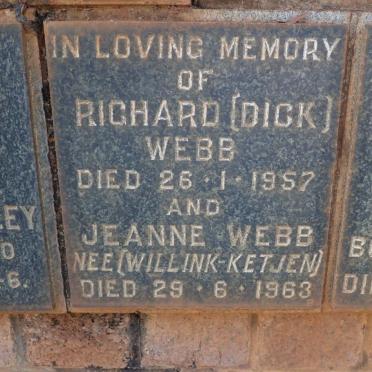 IN LOVING MEMORY
OF
RICHARD (DICK)
WEBB
DIED 26·1·1957
AND
JEANNE WEBB
NEE (WILLINK-KETJEN)
DIED 29·6·1963
LEY